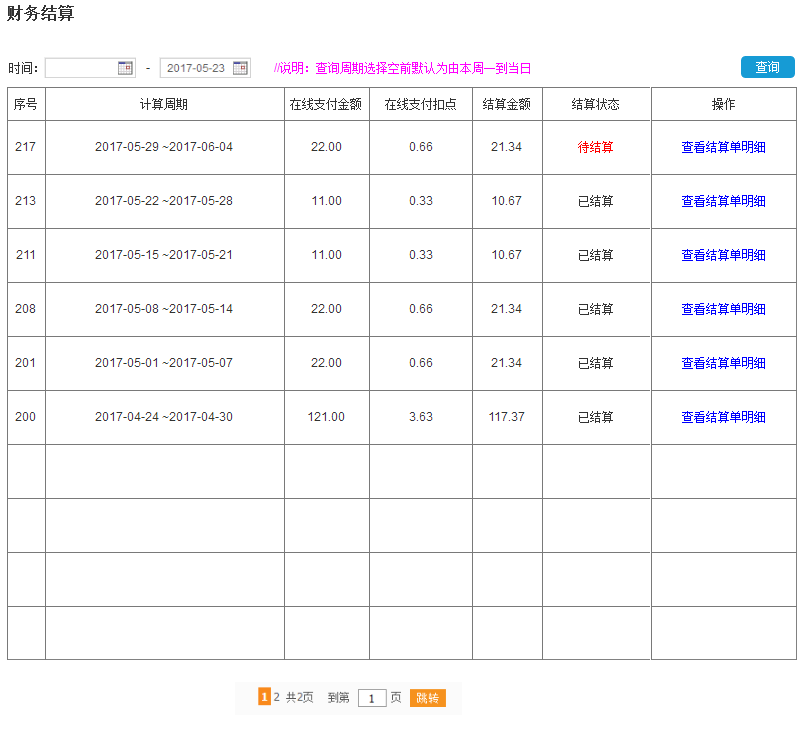 财务结算
时间： - 2017-05-23 //说明：查询周期选择空前默认为由本周一到当日 查询
序号 计算周期 在线支付金额 在线支付扣点 结算金额 结算状态 操作
217 2017-05-29 ~2017-06-04 22.00 0.66 21.34 待结算 查看结算单明细
213 2017-05-22 ~2017-05-28 11.00 0.33 10.67 已结算 查看结算单明细
211 2017-05-15 ~2017-05-21 11.00 0.33 10.67 已结算 查看结算单明细
208 2017-05-08 ~2017-05-14 22.00 0.66 21.34 已结算 查看结算单明细
201 2017-05-01 ~2017-05-07 22.00 0.66 21.34 已结算 查看结算单明细
200 2017-04-24 ~2017-04-30 121.00 3.63 117.37 已结算 查看结算单明细
1 2 共2页 到第 1 页 跳转